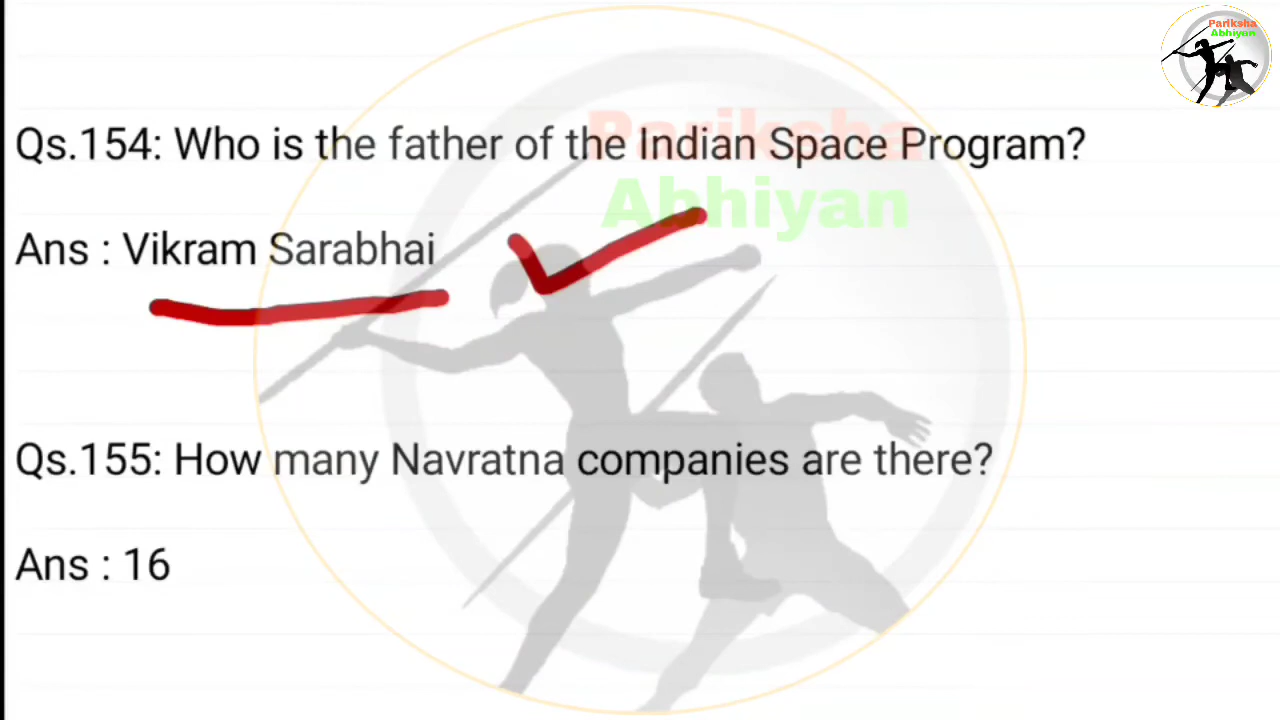 Pariksha
Abhiyan
Pariksha
Abhiyan
Qs.154: Who is the father of the Indian Space Program?
Ans : Vikram Sarabhai
Qs.155: How many Navratna companies are there?
Ans : 16